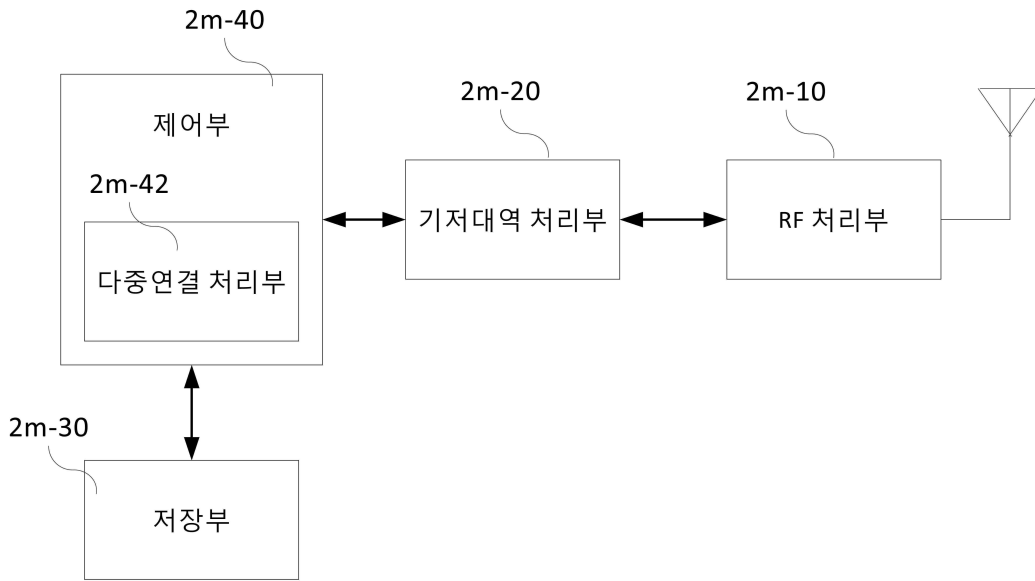 2m-40
제어부
2m-42
다중연결 처리부
2m-20
기저대역 처리부
2m-10
RF 처리부
2m-30
저장부